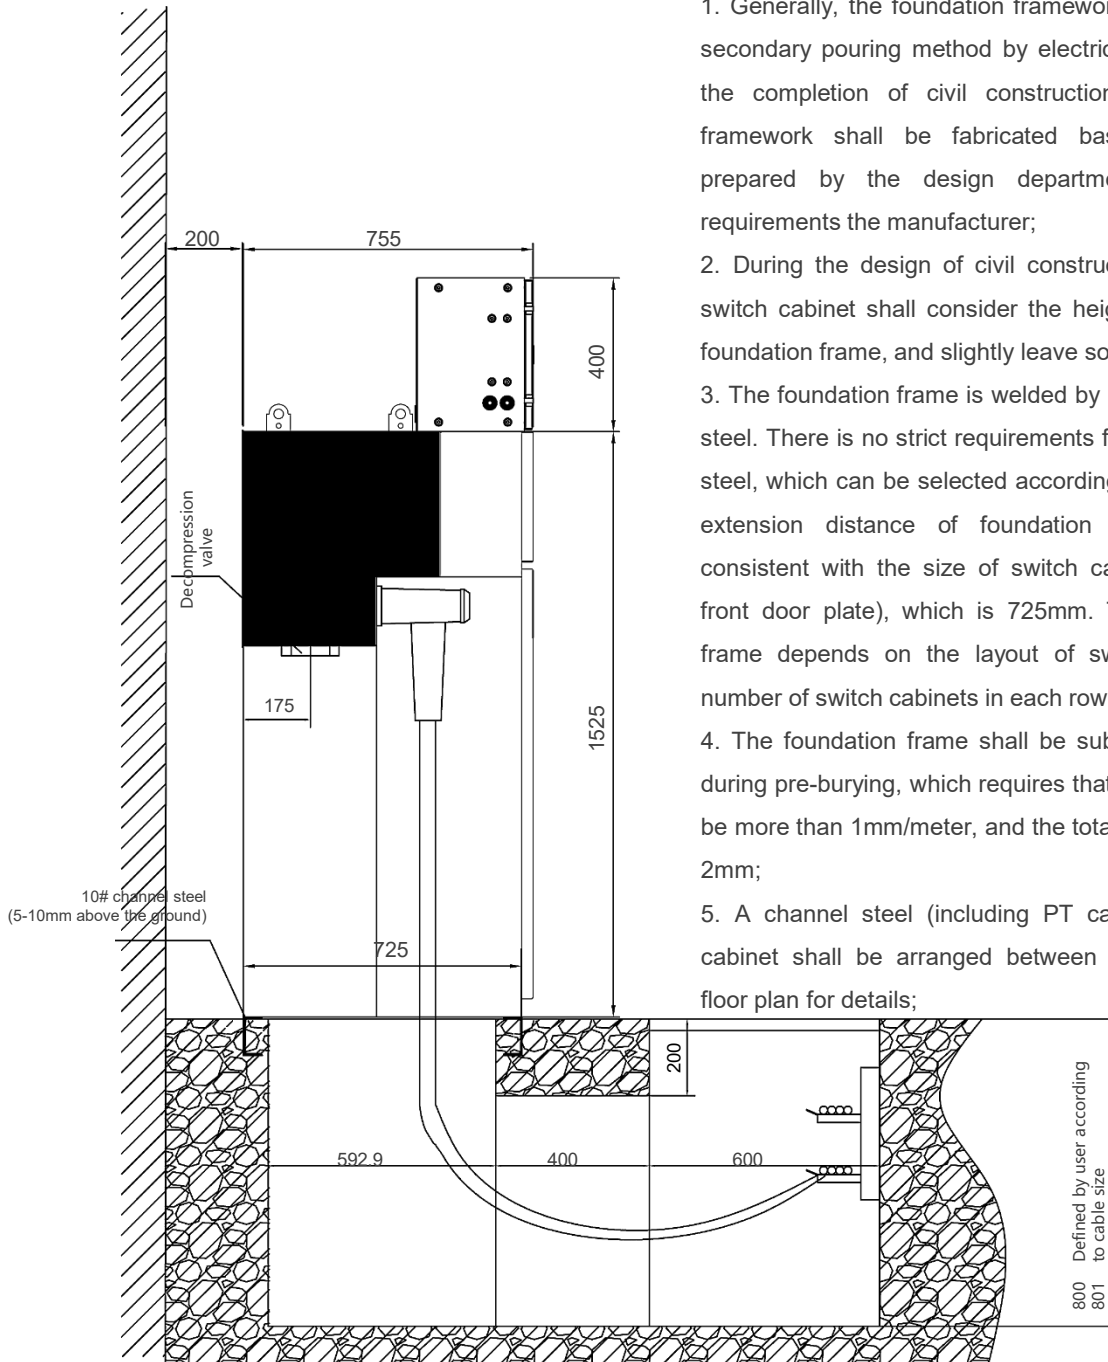 1. Generally, the foundation framewor
secondary pouring method by electric
the completion of civil construction
framework shall be fabricated bas
prepared by the design departme
requirements the manufacturer;
2. During the design of civil constru
switch cabinet shall consider the heig
foundation frame, and slightly leave so
3. The foundation frame is welded by
steel. There is no strict requirements f
steel, which can be selected according
extension distance of foundation
consistent with the size of switch ca
front door plate), which is 725mm.
frame depends on the layout of sw
number of switch cabinets in each row
4. The foundation frame shall be sub
during pre-burying, which requires that
be more than 1mm/meter, and the tota
2mm;
5. A channel steel (including PT ca
cabinet shall be arranged between
floor plan for details;
200
755
400
Decompression
valve
175
1525
10# channel steel
(5-10mm above the ground)
725
200
592.9
400
600
800 Defined by user according
801 to cable size